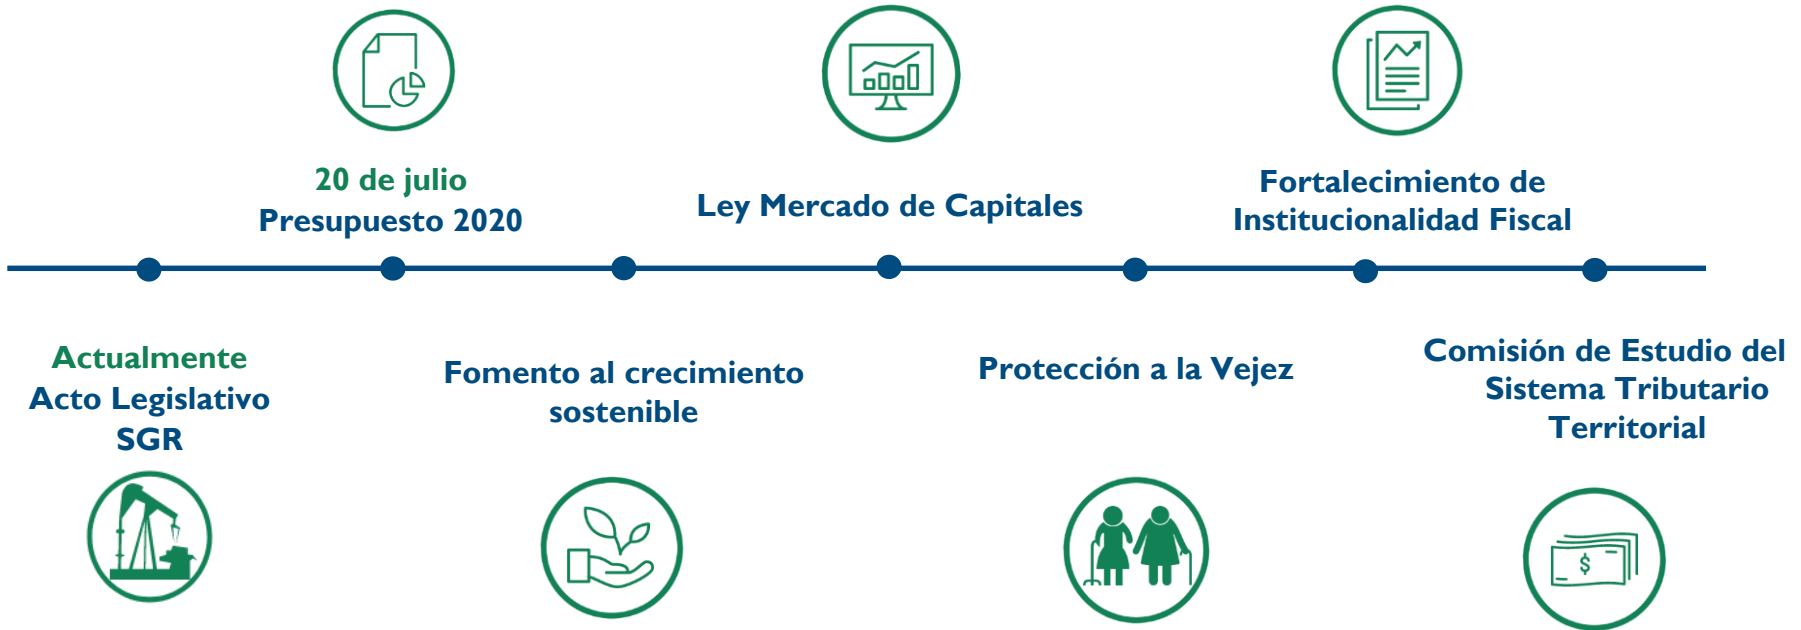 20 de julio
Presupuesto 2020
Ley Mercado de Capitales
Fortalecimiento de
Institucionalidad Fiscal
Actualmente
Acto Legislativo
SGR
Fomento al crecimiento
sostenible
Protección a la Vejez
Comisión de Estudio del
Sistema Tributario
Territorial
$